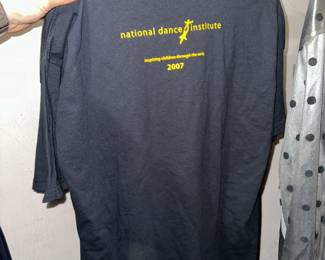 national dance institute
inspiring children through the arts
2007